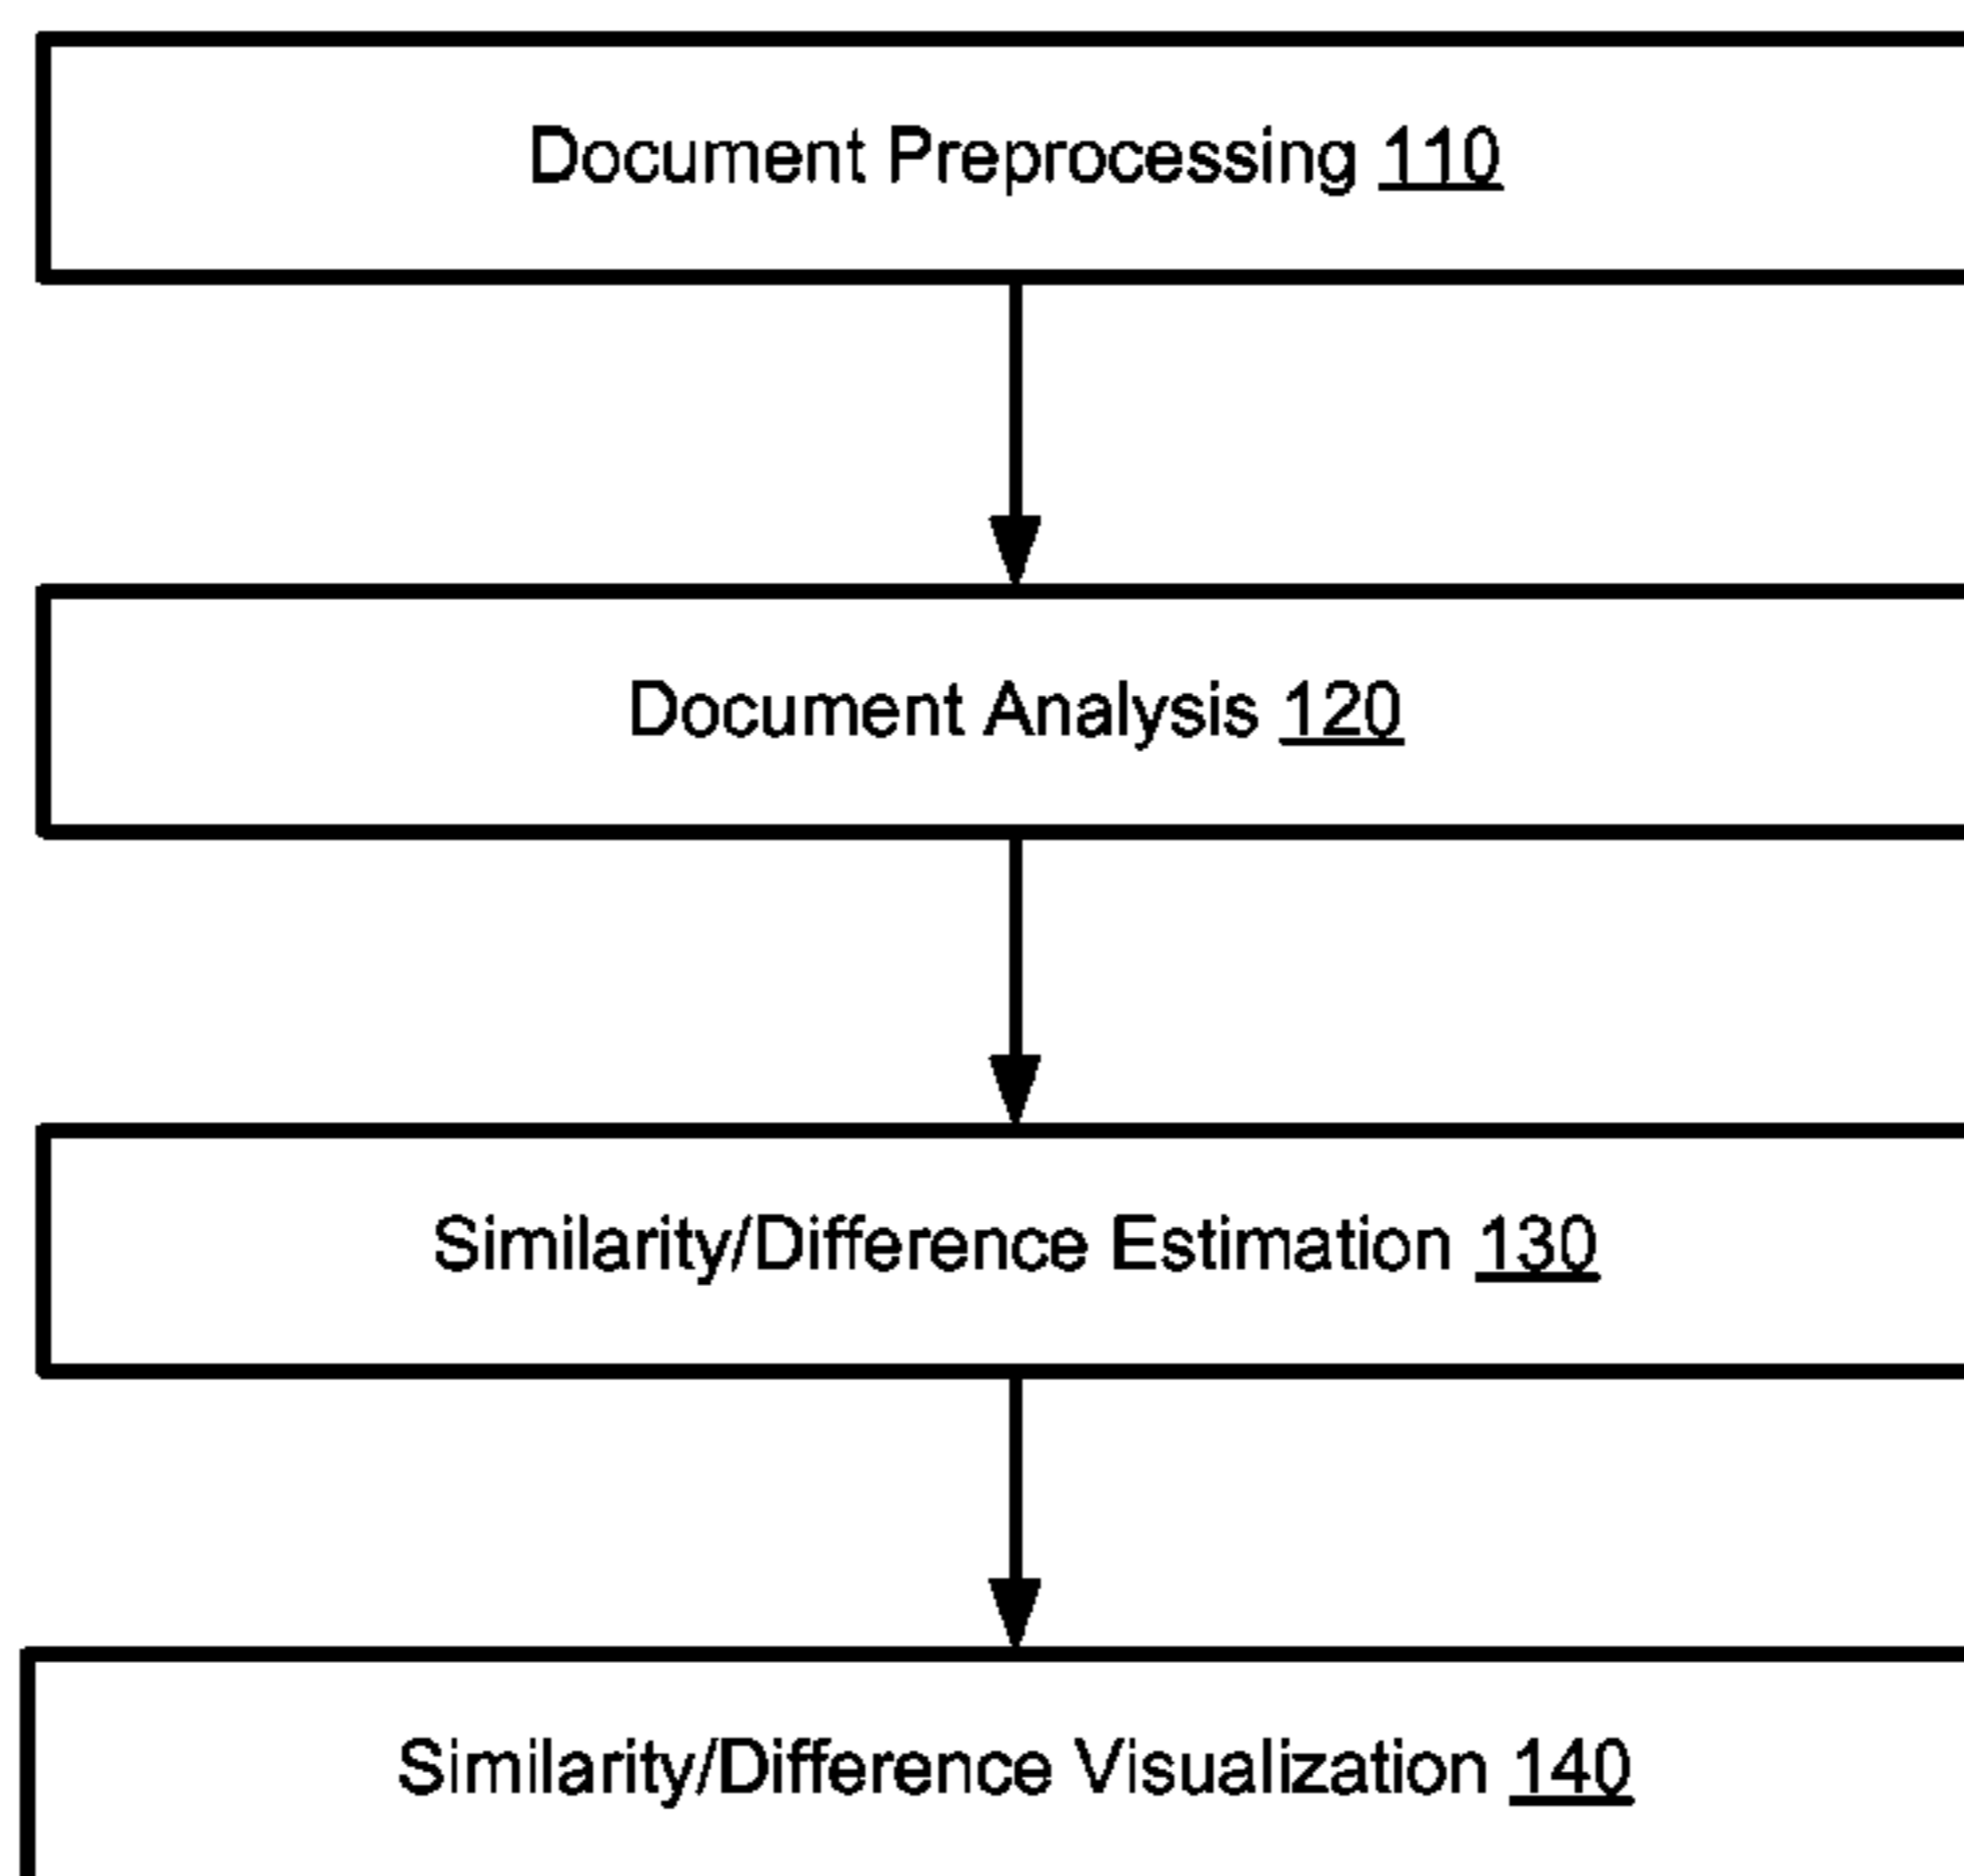 Document Preprocessing 110
Document Analysis 120
Similarity/Difference Estimation 130
Similarity/Difference Visualization 140